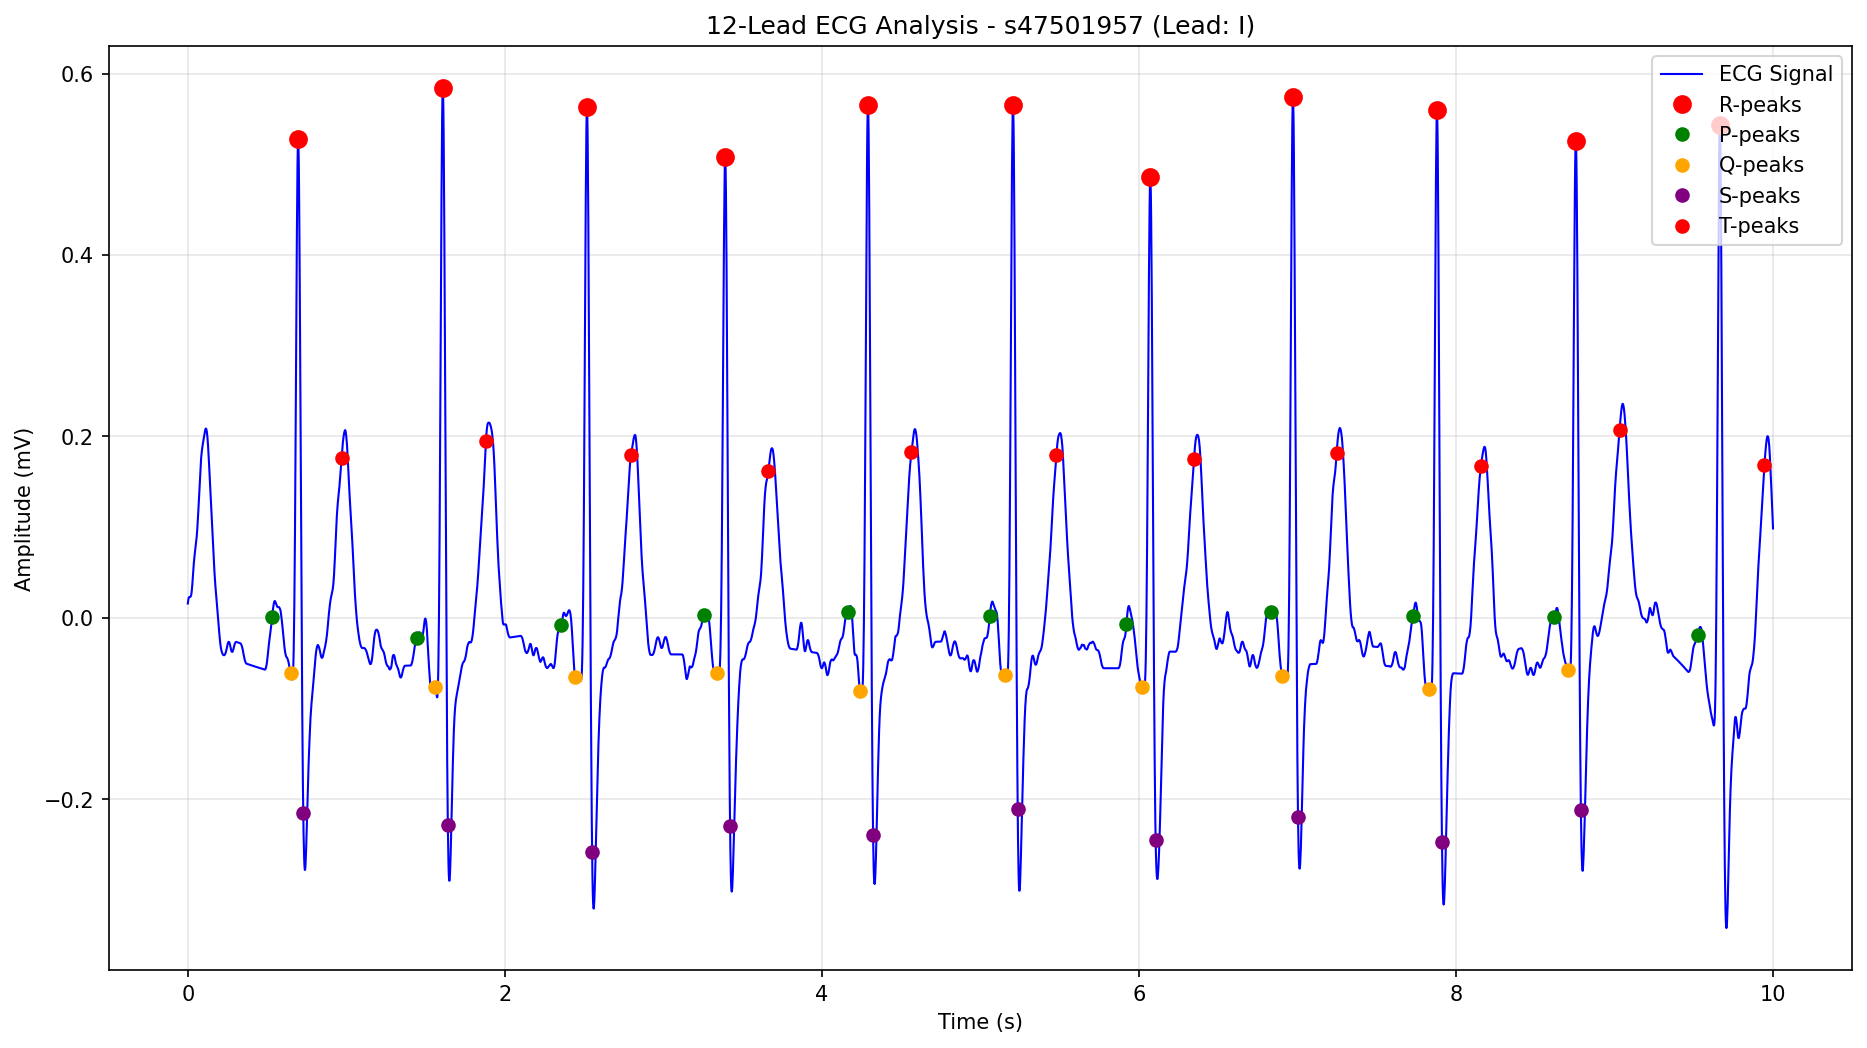 12-Lead ECG Analysis - s47501957 (Lead: I)
ECG Signal
R-peaks
P-peaks
Q-peaks
S-peaks
T-peaks
Amplitude (mV)
0.6
0.4
0.2
0.0
−0.2
0 2 4 6 8 10
Time (s)